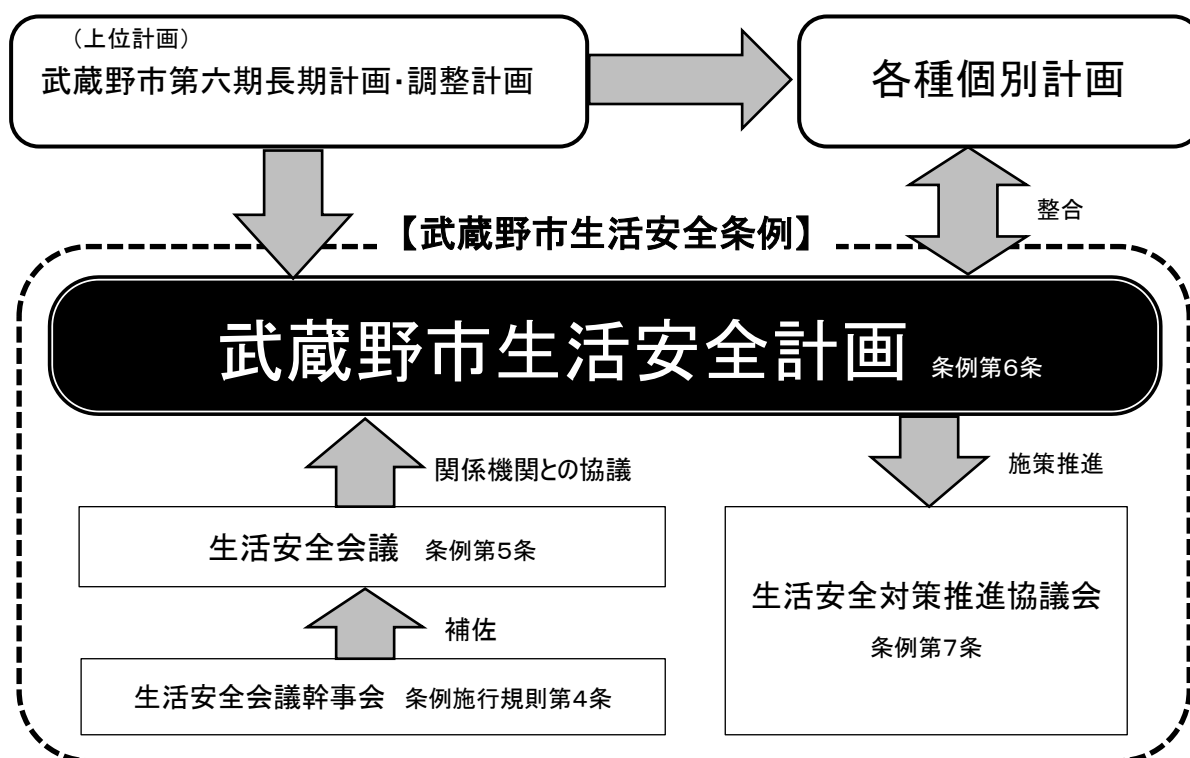 （上位計画）
武蔵野市第六期長期計画・調整計画
各種個別計画
整合
【武蔵野市生活安全条例】
武蔵野市生活安全計画 条例第6条
関係機関との協議
施策推進
生活安全会議 条例第5条
生活安全対策推進協議会
条例第7条
補佐
生活安全会議幹事会 条例施行規則第4条